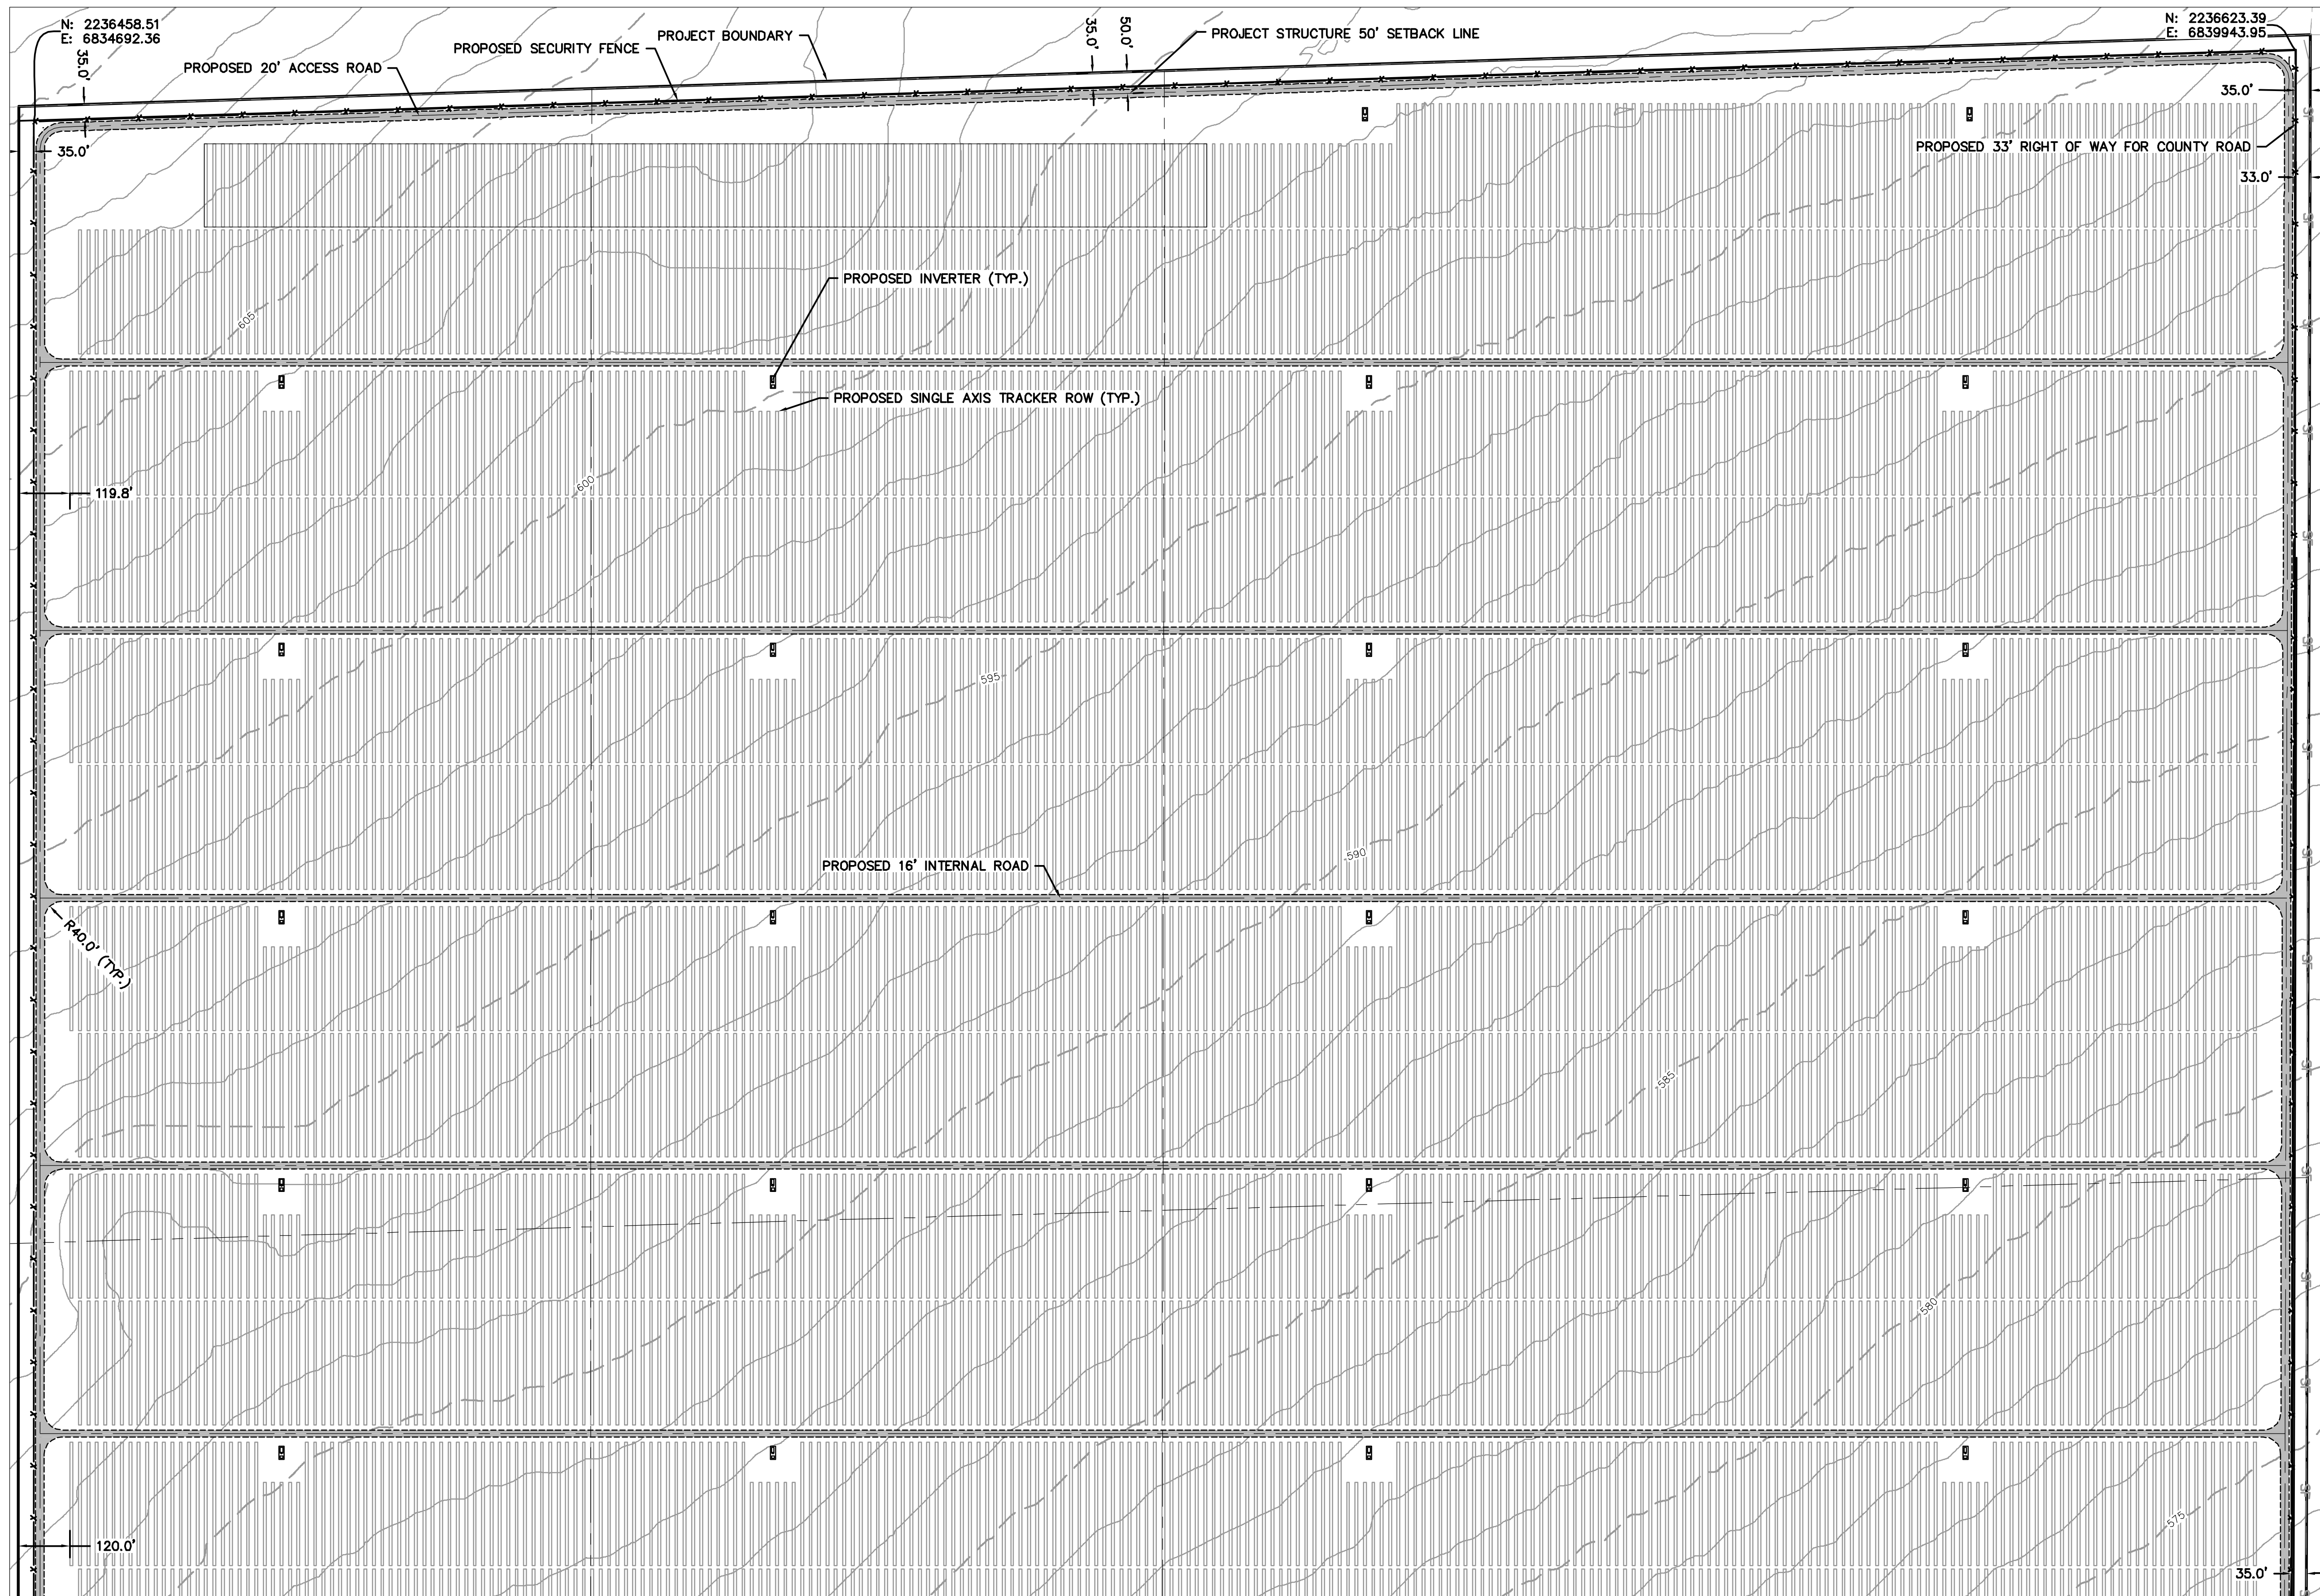 N: 2236458.51
E: 6834692.36
35.0'
PROPOSED 20' ACCESS ROAD
PROPOSED SECURITY FENCE
PROJECT BOUNDARY
35.0'
50.0'
PROJECT STRUCTURE 50' SETBACK LINE
N: 2236623.39
E: 6839943.95
35.0'
35.0'
PROPOSED 33' RIGHT OF WAY FOR COUNTY ROAD
33.0'
PROPOSED INVERTER (TYP.)
605
PROPOSED SINGLE AXIS TRACKER ROW (TYP.)
600
119.8'
595
590
PROPOSED 16' INTERNAL ROAD
R40.0' (TYP.)
585
580
575
120.0'
35.0'